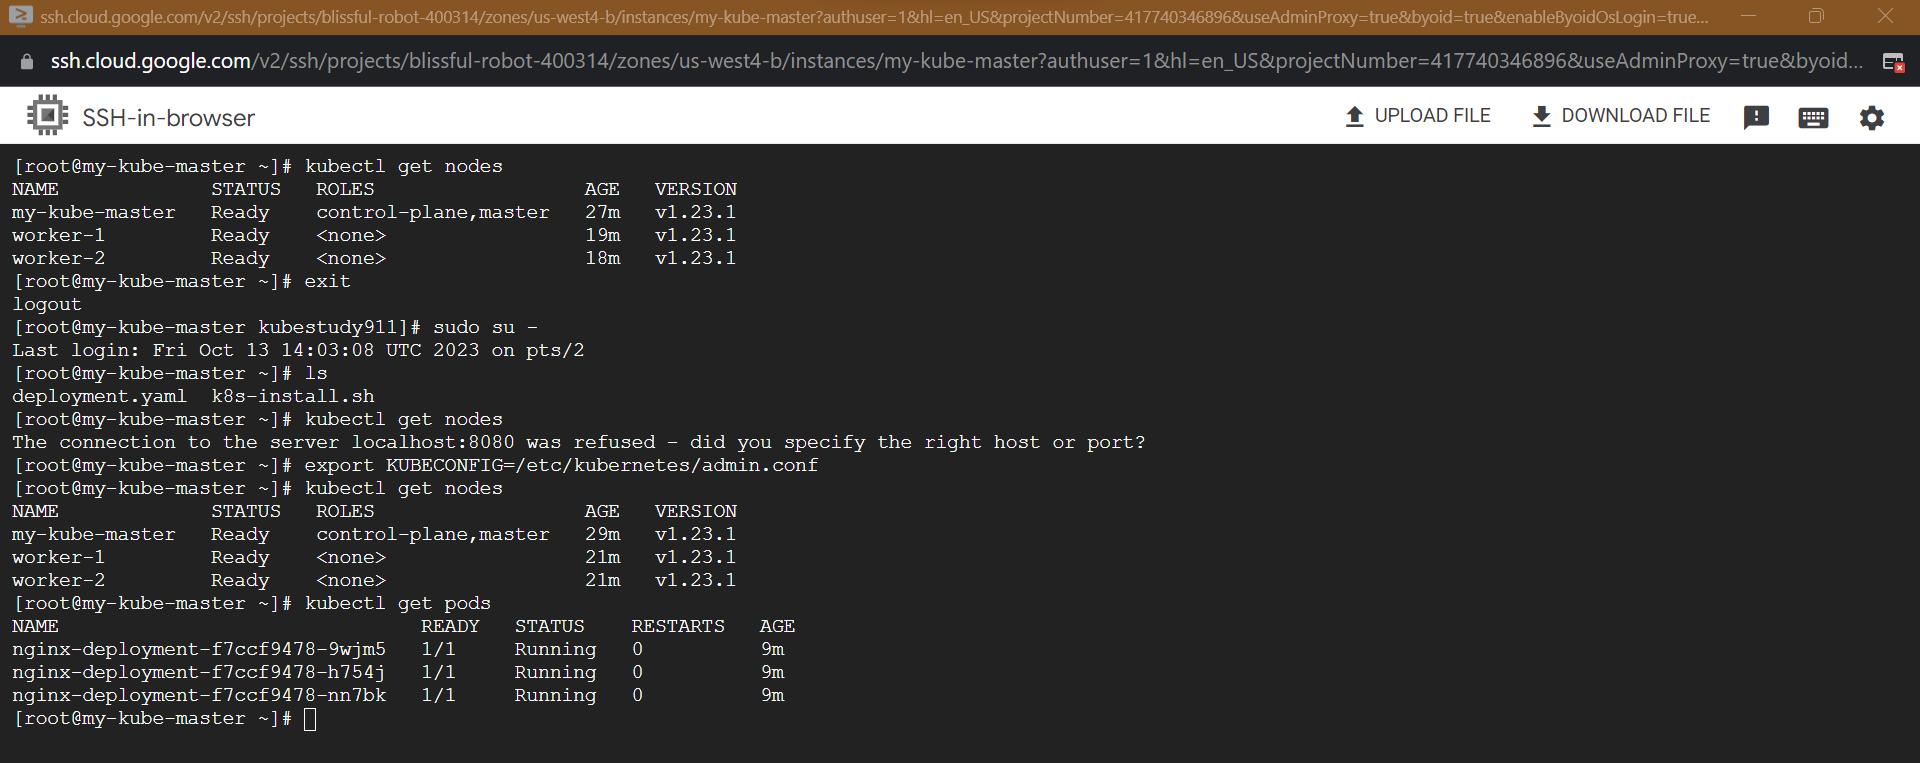 ssh.cloud.google.com/v2/ssh/projects/blissful-robot-400314/zones/us-west4-b/instances/my-kube-master?authuser=1&hl=en_US&projectNumber=417740346896&useAdminProxy=true&byoid=true&enableByoidOsLogin=true...
ssh.cloud.google.com/v2/ssh/projects/blissful-robot-400314/zones/us-west4-b/instances/my-kube-master?authuser=1&hl=en_US&projectNumber=417740346896&useAdminProxy=true&byoid...
SSH-in-browser UPLOAD FILE DOWNLOAD FILE
[root@my-kube-master ~]# kubectl get nodes
NAME STATUS ROLES AGE VERSION
my-kube-master Ready control-plane,master 27m v1.23.1
worker-1 Ready <none> 19m v1.23.1
worker-2 Ready <none> 18m v1.23.1
[root@my-kube-master ~]# exit
logout
[root@my-kube-master kubestudy911]# sudo su -
Last login: Fri Oct 13 14:03:08 UTC 2023 on pts/2
[root@my-kube-master ~]# ls
deployment.yaml k8s-install.sh
[root@my-kube-master ~]# kubectl get nodes
The connection to the server localhost:8080 was refused - did you specify the right host or port?
[root@my-kube-master ~]# export KUBECONFIG=/etc/kubernetes/admin.conf
[root@my-kube-master ~]# kubectl get nodes
NAME STATUS ROLES AGE VERSION
my-kube-master Ready control-plane,master 29m v1.23.1
worker-1 Ready <none> 21m v1.23.1
worker-2 Ready <none> 21m v1.23.1
[root@my-kube-master ~]# kubectl get pods
NAME READY STATUS RESTARTS AGE
nginx-deployment-f7ccf9478-9wjm5 1/1 Running 0 9m
nginx-deployment-f7ccf9478-h754j 1/1 Running 0 9m
nginx-deployment-f7ccf9478-nn7bk 1/1 Running 0 9m
[root@my-kube-master ~]#